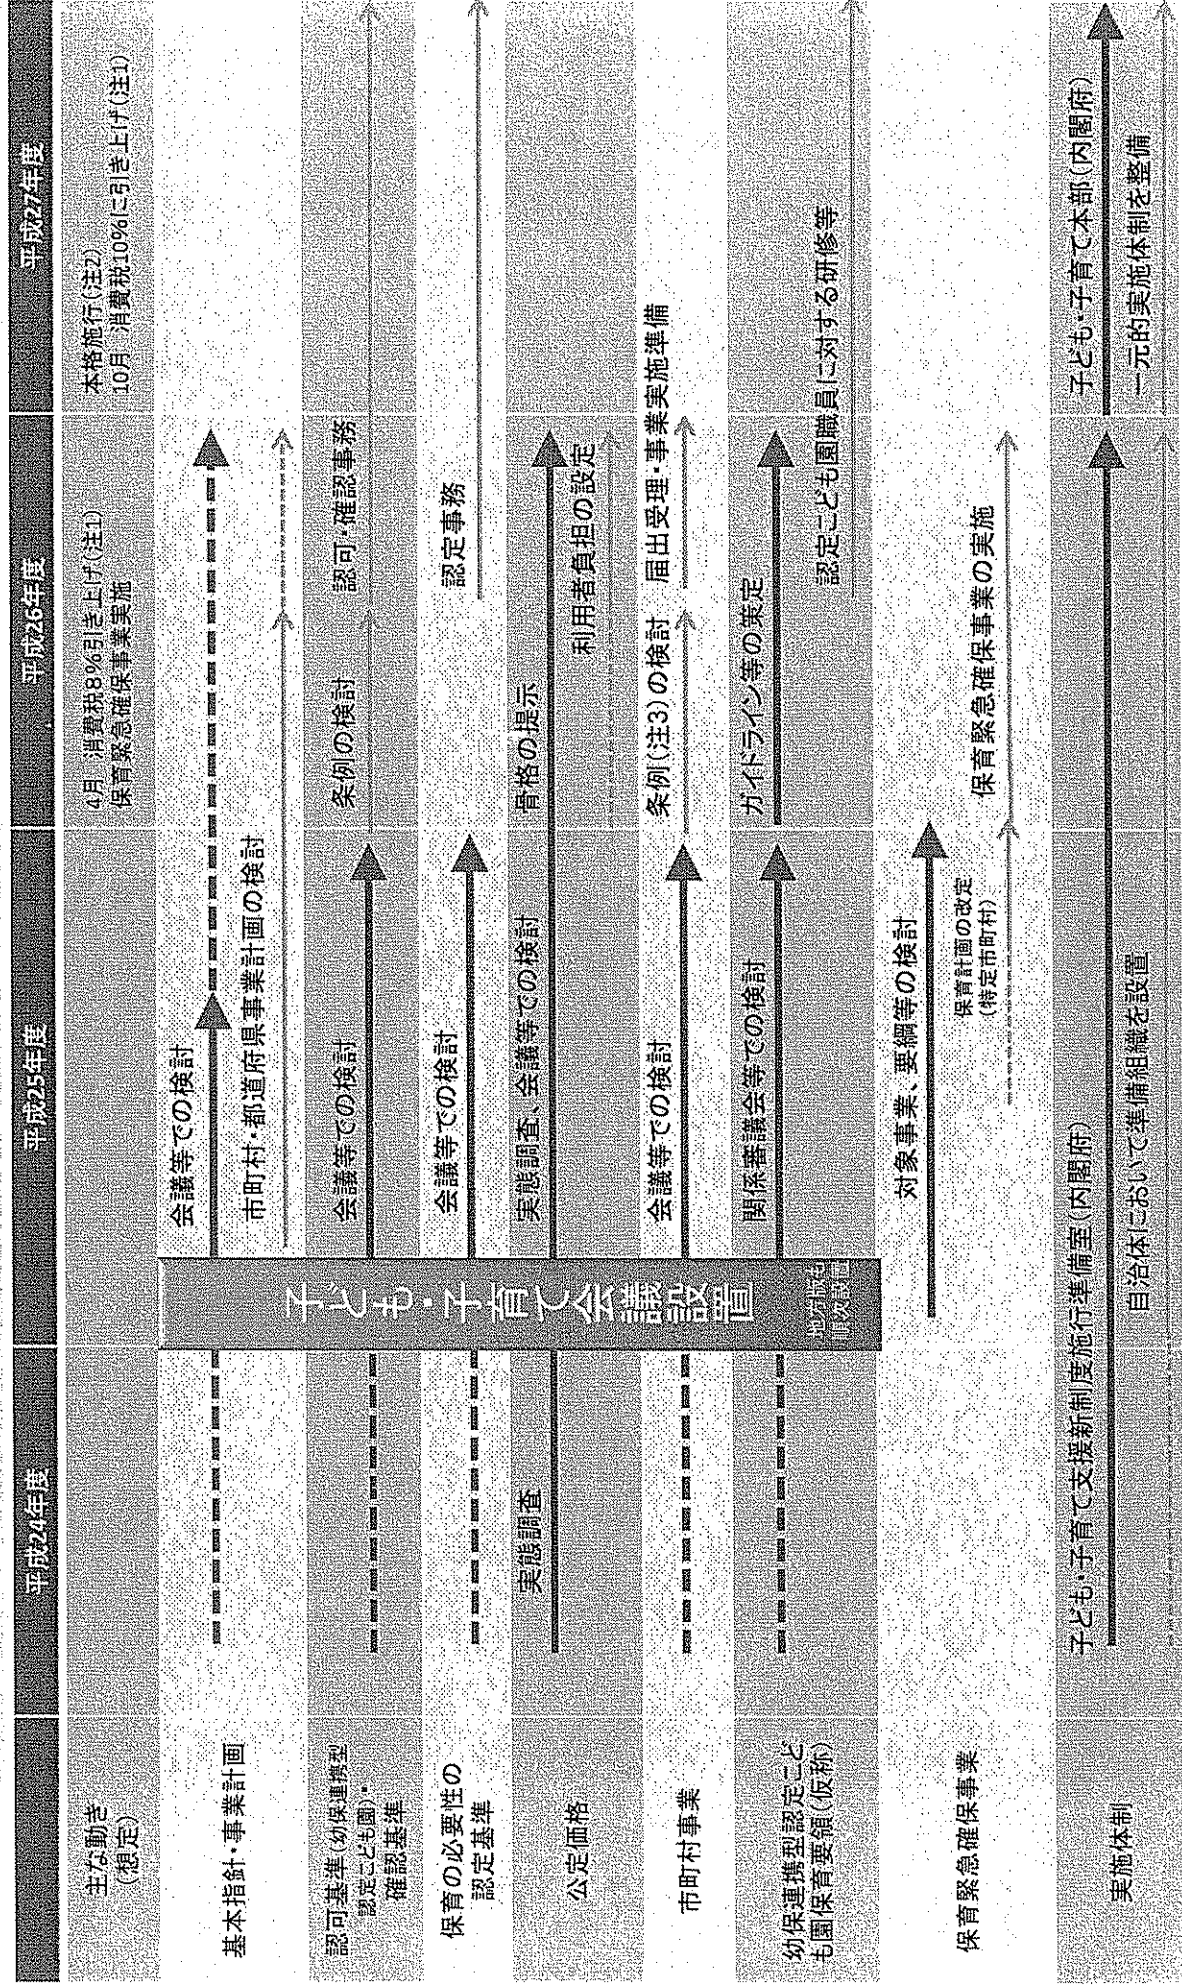 平成24年度
平成25年度
平成26年度
平成27年度
主な動き
(想定)
4月 消費税8%引き上げ(注1)
保育緊急確保事業実施
本格施行(注2)
10月 消費税10%に引き上げ(注1)
基本指針・事業計画
会議等での検討
市町村・都道府県事業計画の検討
認可基準(幼保連携型
認定こども園)・
確認基準
会議等での検討
条例の検討
認可・確認事務
保育の必要性の
認定基準
会議等での検討
認定事務
公定価格
実態調査
実態調査、会議等での検討
骨格の提示
利用者負担の設定
市町村事業
会議等での検討
条例(注3)の検討
届出受理・事業実施準備
幼保連携型認定こど
も園保育要領(仮称)
関係審議会等での検討
ガイドライン等の策定
認定こども園職員に対する研修等
子ども・子育て会議設置
地方版も
順次設置
保育緊急確保事業
対象事業、要綱等の検討
保育計画の改定
(特定市町村)
保育緊急確保事業の実施
実施体制
子ども・子育て支援新制度施行準備室(内閣府)
自治体において準備組織を設置
子ども・子育て本部(内閣府)
一元的実施体制を整備